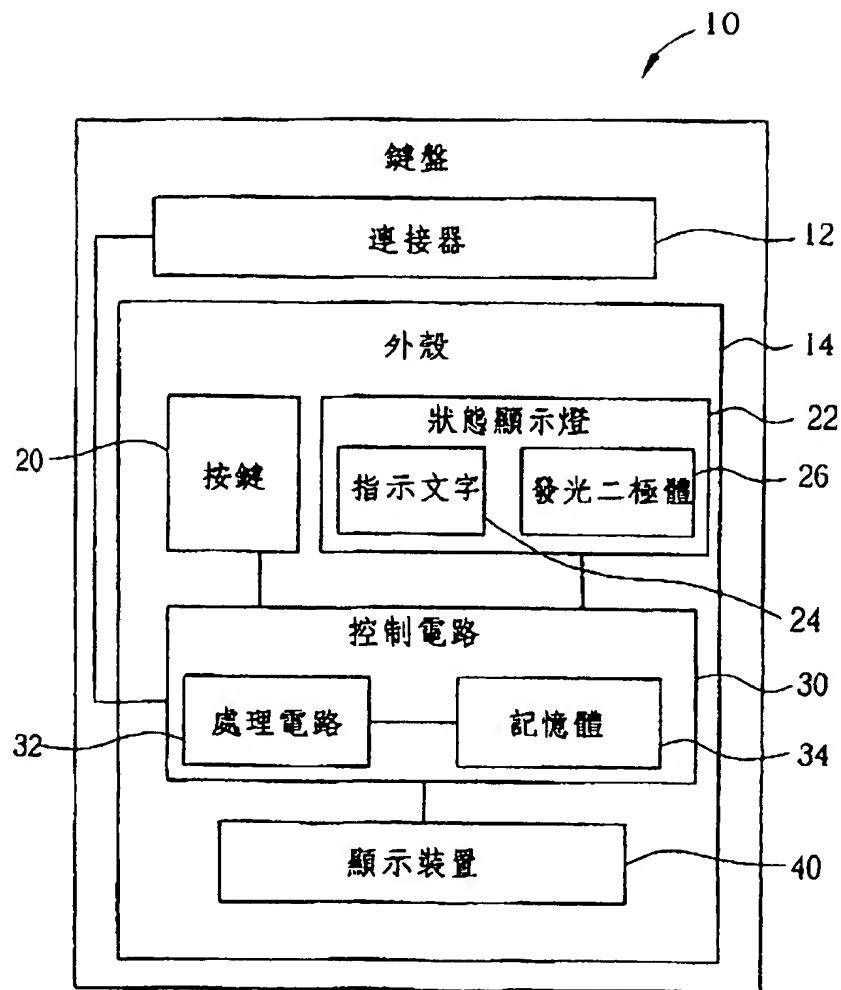 10
鍵盤
連接器
12
外殼
14
狀態顯示燈
22
20
按鍵
指示文字
發光二極體
26
24
控制電路
30
處理電路
記憶體
32
34
顯示裝置
40